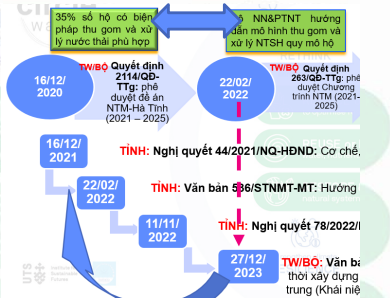 35% số hộ có biện
pháp thu gom và xử
lý nước thải phù hợp
NN&PTNT hướng
dẫn mô hình thu gom và
xử lý NTSH quy mô hộ
16/12/
2020
TW/BỘ Quyết định
2114/QĐ-
TTg: phê
duyệt đề án
NTM-Hà Tĩnh
(2021 – 2025)
22/02/
2022
TW/BỘ Quyết định
263/QĐ-TTg: phê
duyệt Chương
trình NTM (2021-
2025)
16/12/
2021
TỈNH: Nghị quyết 44/2021/NQ-HĐND: Cơ chế,
22/02/
2022
TỈNH: Văn bản 536/STNMT-MT: Hướng
11/11/
2022
TỈNH: Nghị quyết 78/2022/
27/12/
2023
TW/BỘ: Văn
thời xây dựng
trung (Khái
UTS